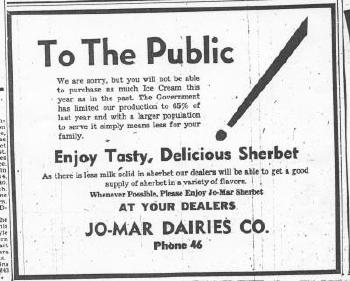 To The Public
We are sorry, but you will not be able
to purchase as much Ice Cream this
year as in the past. The Government
has limited our production to 65% of
last year and with a larger population
to serve it simply means less for your
family.
Enjoy Tasty, Delicious Sherbet
As there is less milk solid in sherbet our dealers will be able to get a good
supply of sherbet in a variety of flavors.
Whenever Possible, Please Enjoy Jo-Mar Sherbet
AT YOUR DEALERS
JO-MAR DAIRIES CO.
Phone 46